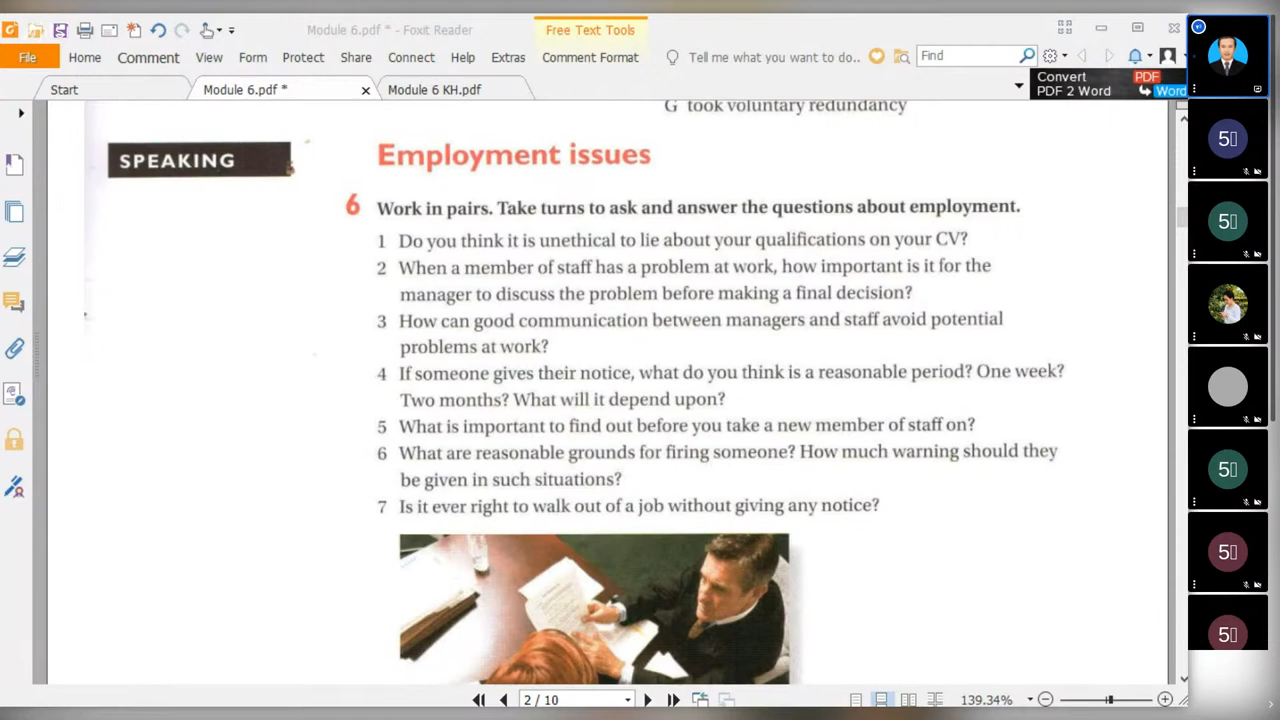 Module 6.pdf * - Foxit Reader
Free Text Tools
File
Home
Comment
View
Form
Protect
Share
Connect
Help
Extras
Comment Format
Tell me what you want to do..
Find
Start
Module 6.pdf *
Module 6 KH.pdf
Convert
PDF 2 Word
PDF
Word
G took voluntary redundancy
SPEAKING
Employment issues
6 Work in pairs. Take turns to ask and answer the questions about employment.
1 Do you think it is unethical to lie about your qualifications on your CV?
2 When a member of staff has a problem at work, how important is it for the
manager to discuss the problem before making a final decision?
3 How can good communication between managers and staff avoid potential
problems at work?
4 If someone gives their notice, what do you think is a reasonable period? One week?
Two months? What will it depend upon?
5 What is important to find out before you take a new member of staff on?
6 What are reasonable grounds for firing someone? How much warning should they
be given in such situations?
7 Is it ever right to walk out of a job without giving any notice?
2 / 10
139.34%
5
5
5
5
5